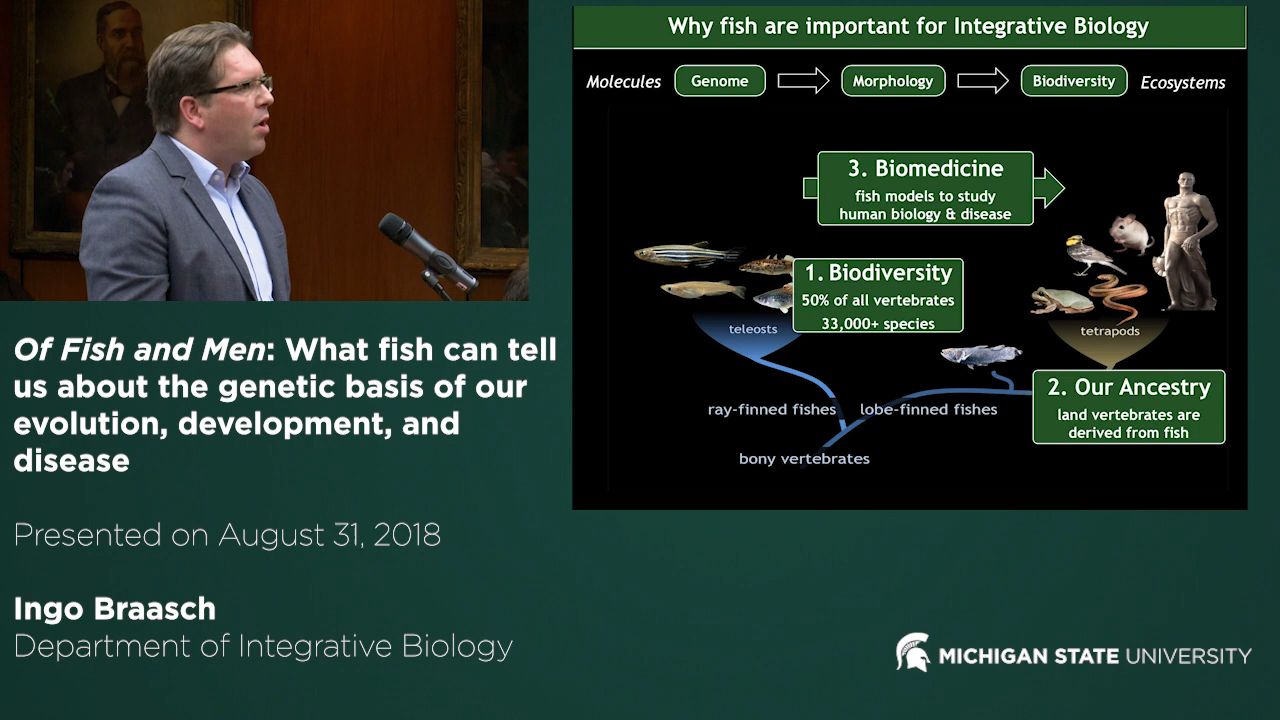 Of Fish and Men: What fish can tell
us about the genetic basis of our
evolution, development, and
disease
Presented on August 31, 2018
Ingo Braasch
Department of Integrative Biology
Why fish are important for Integrative Biology
Molecules Genome Morphology Biodiversity Ecosystems
3. Biomedicine
fish models to study
human biology & disease
1. Biodiversity
50% of all vertebrates
33,000+ species
teleosts
tetrapods
2. Our Ancestry
land vertebrates are
derived from fish
ray-finned fishes
lobe-finned fishes
bony vertebrates
MICHIGAN STATE UNIVERSITY